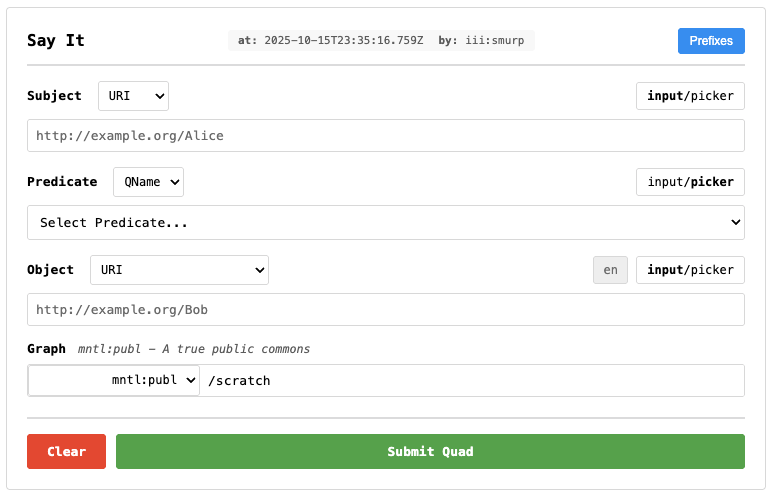 Say It at: 2025-10-15T23:35:16.759Z by: iii:smurp Prefixes
Subject URI input/picker
http://example.org/Alice
Predicate QName input/picker
Select Predicate...
Object URI en input/picker
http://example.org/Bob
Graph mntl:publ – A true public commons
mntl:publ /scratch
Clear Submit Quad